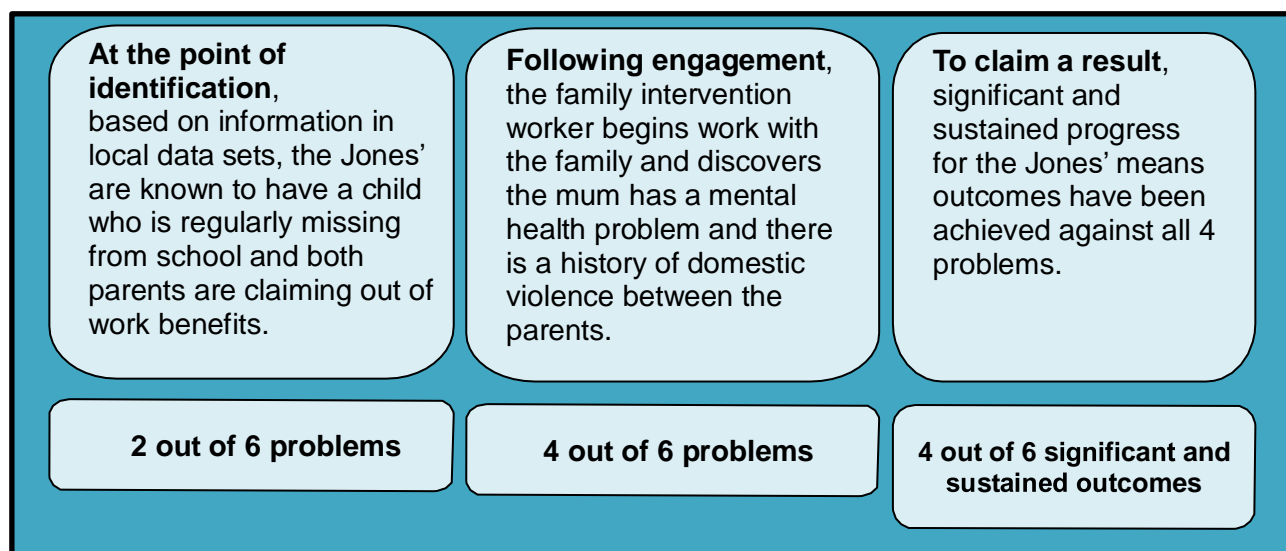 At the point of
identification,
based on information in
local data sets, the Jones’
are known to have a child
who is regularly missing
from school and both
parents are claiming out of
work benefits.
Following engagement,
the family intervention
worker begins work with
the family and discovers
the mum has a mental
health problem and there
is a history of domestic
violence between the
parents.
To claim a result,
significant and
sustained progress
for the Jones’ means
outcomes have been
achieved against all 4
problems.
2 out of 6 problems
4 out of 6 problems
4 out of 6 significant and
sustained outcomes